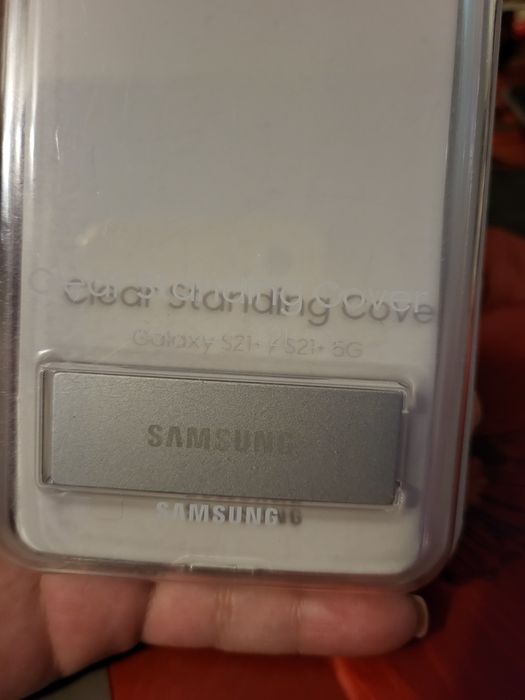 Clear Standing Cover
Galaxy S21+ / S21+ 5G
SAMSUNG
SAMSUNG